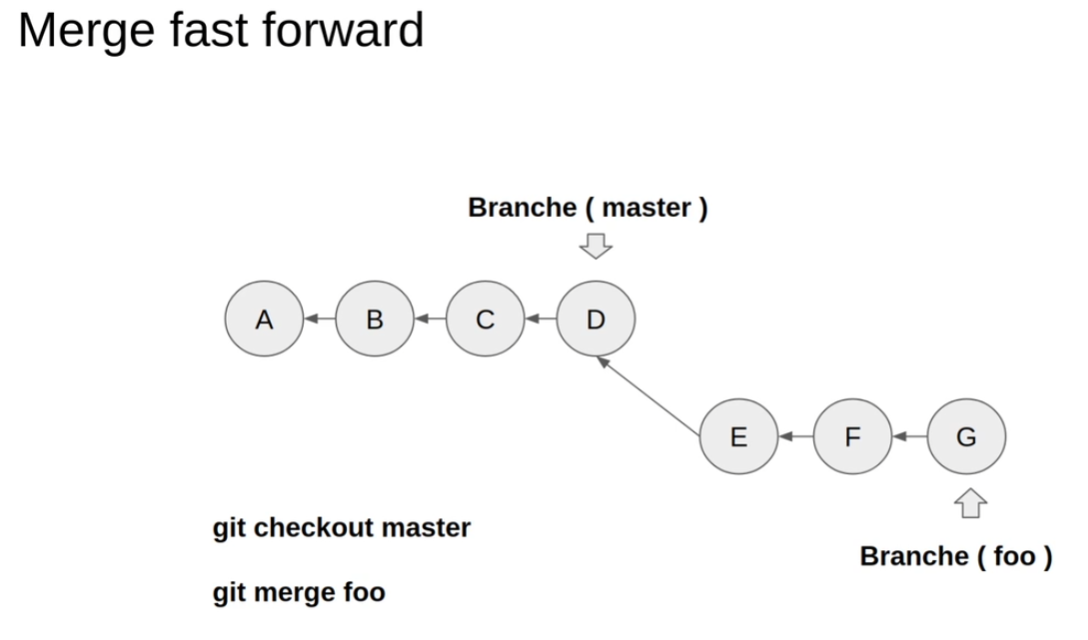 Merge fast forward
Branche ( master )
A B C D
E F G
git checkout master
Branche ( foo )
git merge foo